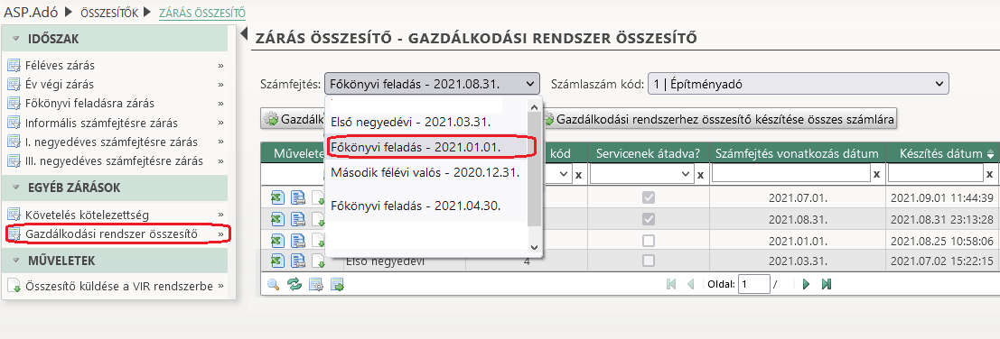 ASP.Adó ▶ ÖSSZESÍTŐK ▶ ZÁRÁS ÖSSZESÍTŐ
IDŐSZAK
Féléves zárás »
Év végi zárás »
Főkönyvi feladásra zárás »
Informális számfejtésre zárás »
I. negyedéves számfejtésre zárás »
III. negyedéves számfejtésre zárás »
EGYÉB ZÁRÁSOK
Követelés kötelezettség »
Gazdálkodási rendszer összesítő »
MŰVELETEK
Összesítő küldése a VIR rendszerbe »
ZÁRÁS ÖSSZESÍTŐ - GAZDÁLKODÁSI RENDSZER ÖSSZESÍTŐ
Számfejtés: Főkönyvi feladás - 2021.08.31. Számlaszám kód: 1 | Építményadó
Első negyedévi - 2021.03.31.
Főkönyvi feladás - 2021.01.01.
Második félévi valós - 2020.12.31.
Főkönyvi feladás - 2021.04.30.
Gazdálk Gazdálkodási rendszerhez összesítő készítése összes számlára
Művelete kód Servicenek átadva? Számfejtés vonatkozás dátum Készítés dátum
x x x x
2021.07.01. 2021.09.01 11:44:39
2021.08.31. 2021.08.31 23:13:28
2021.01.01. 2021.08.25 10:58:06
Első negyedévi 4 2021.03.31. 2021.07.02 15:22:15
Oldal: 1 /